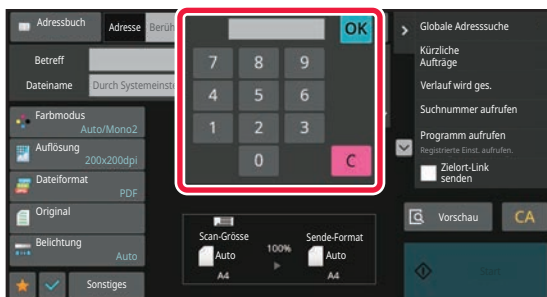 Adressbuch
Adresse
Berüh
OK
Globale Adresssuche
Betreff
Kürzliche
Aufträge
Dateiname
Durch Systemeinste
Verlauf wird ges.
7 8 9
4 5 6
1 2 3
0 C
Suchnummer aufrufen
Programm aufrufen
Registrierte Einst. aufrufen.
Zielort-Link
senden
Farbmodus
Auto/Mono2
Auflösung
200x200dpi
Dateiformat
PDF
Original
Belichtung
Auto
Sonstiges
Scan-Grösse
100%
Sende-Format
Auto
Auto
A4
A4
Vorschau
CA
Start